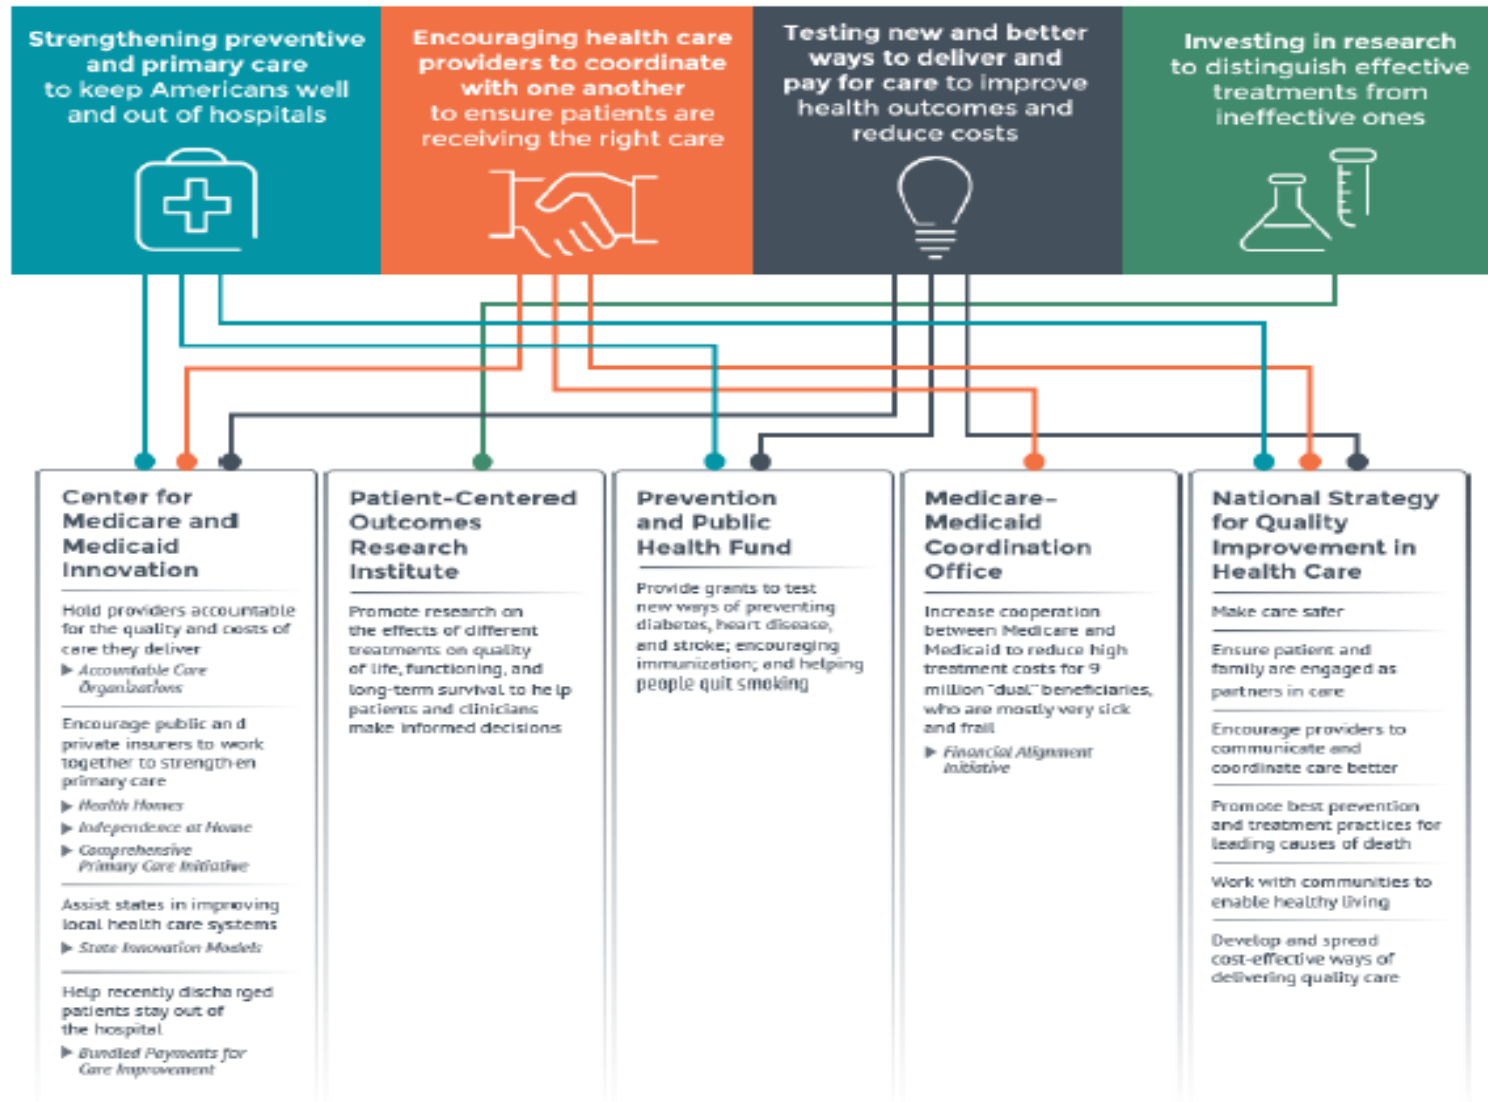 Strengthening preventive
and primary care
to keep Americans well
and out of hospitals
Encouraging health care
providers to coordinate
with one another
to ensure patients are
receiving the right care
Testing new and better
ways to deliver and
pay for care to improve
health outcomes and
reduce costs
Investing in research
to distinguish effective
treatments from
ineffective ones
Center for
Medicare and
Medicaid
Innovation
Hold providers accountable
for the quality and costs of
care they deliver
▶ Accountable Care
Organizations
Encourage public and
private insurers to work
together to strengthen
primary care
▶ Health Homes
▶ Independence at Home
▶ Comprehensive
Primary Care Initiative
Assist states in improving
local health care systems
▶ State Innovation Models
Help recently discharged
patients stay out of
the hospital
▶ Bundled Payments for
Care Improvement
Patient-Centered
Outcomes
Research
Institute
Promote research on
the effects of different
treatments on quality
of life, functioning, and
long-term survival to help
patients and clinicians
make informed decisions
Prevention
and Public
Health Fund
Provide grants to test
new ways of preventing
diabetes, heart disease,
and stroke; encouraging
immunization; and helping
people quit smoking
Medicare-
Medicaid
Coordination
Office
Increase cooperation
between Medicare and
Medicaid to reduce high
treatment costs for 9
million "dual" beneficiaries,
who are mostly very sick
and frail
▶ Financial Alignment
Initiative
National Strategy
for Quality
Improvement in
Health Care
Make care safer
Ensure patient and
family are engaged as
partners in care
Encourage providers to
communicate and
coordinate care better
Promote best prevention
and treatment practices for
leading causes of death
Work with communities to
enable healthy living
Develop and spread
cost-effective ways of
delivering quality care